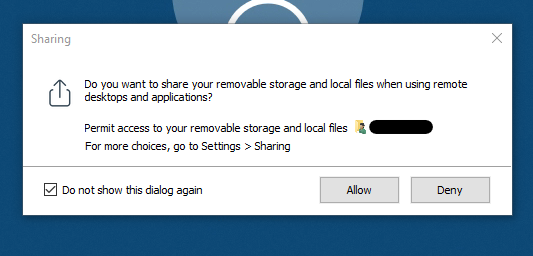 Sharing
Do you want to share your removable storage and local files when using remote
desktops and applications?
Permit access to your removable storage and local files
For more choices, go to Settings > Sharing
Do not show this dialog again
Allow
Deny